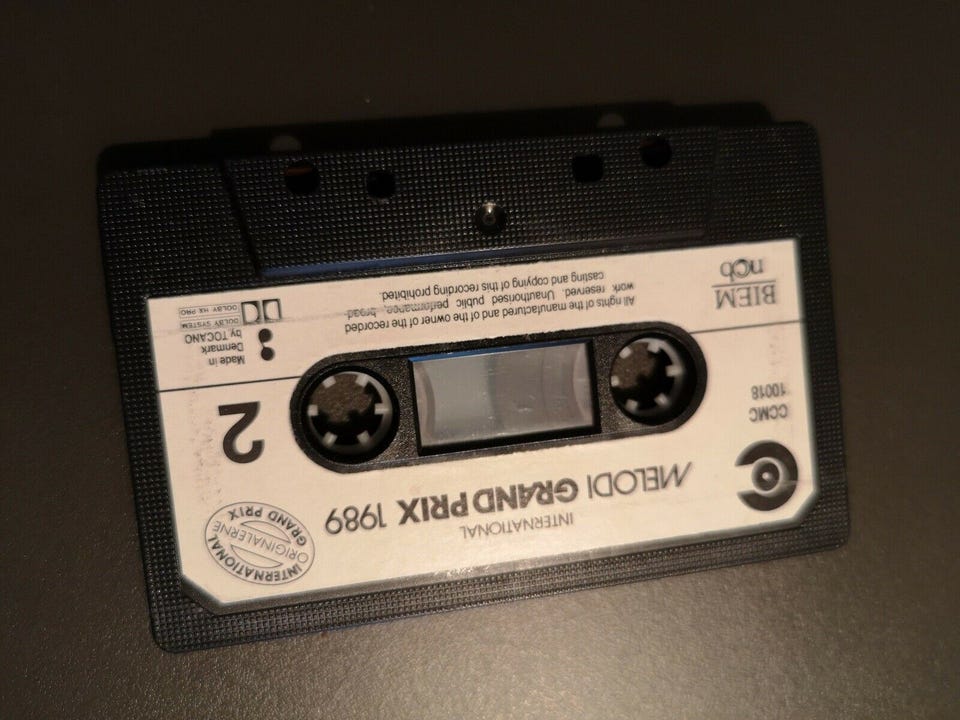 INTERNATIONAL
MELODI GRAND PRIX 1989
INTERNATIONAL
ORIGINALERNE
GRAND PRIX
CCMC
10018
2
BIEM
nCb
All rights of the manufactured and of the owner of the recorded
work reserved. Unauthorised public performance, broad-
casting and copying of this recording prohibited.
Made in
Denmark
by TOCANO
DOLBY SYSTEM
DOLBY HX PRO